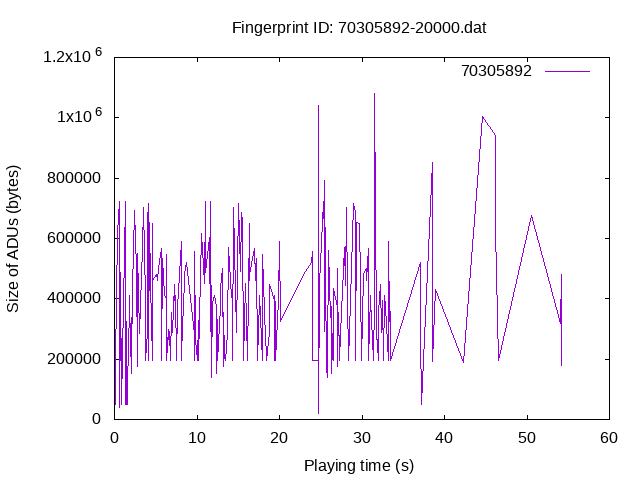 Fingerprint ID: 70305892-20000.dat
1.2x10^6
1x10^6
800000
600000
400000
200000
0
70305892
Size of ADUs (bytes)
0 10 20 30 40 50 60
Playing time (s)